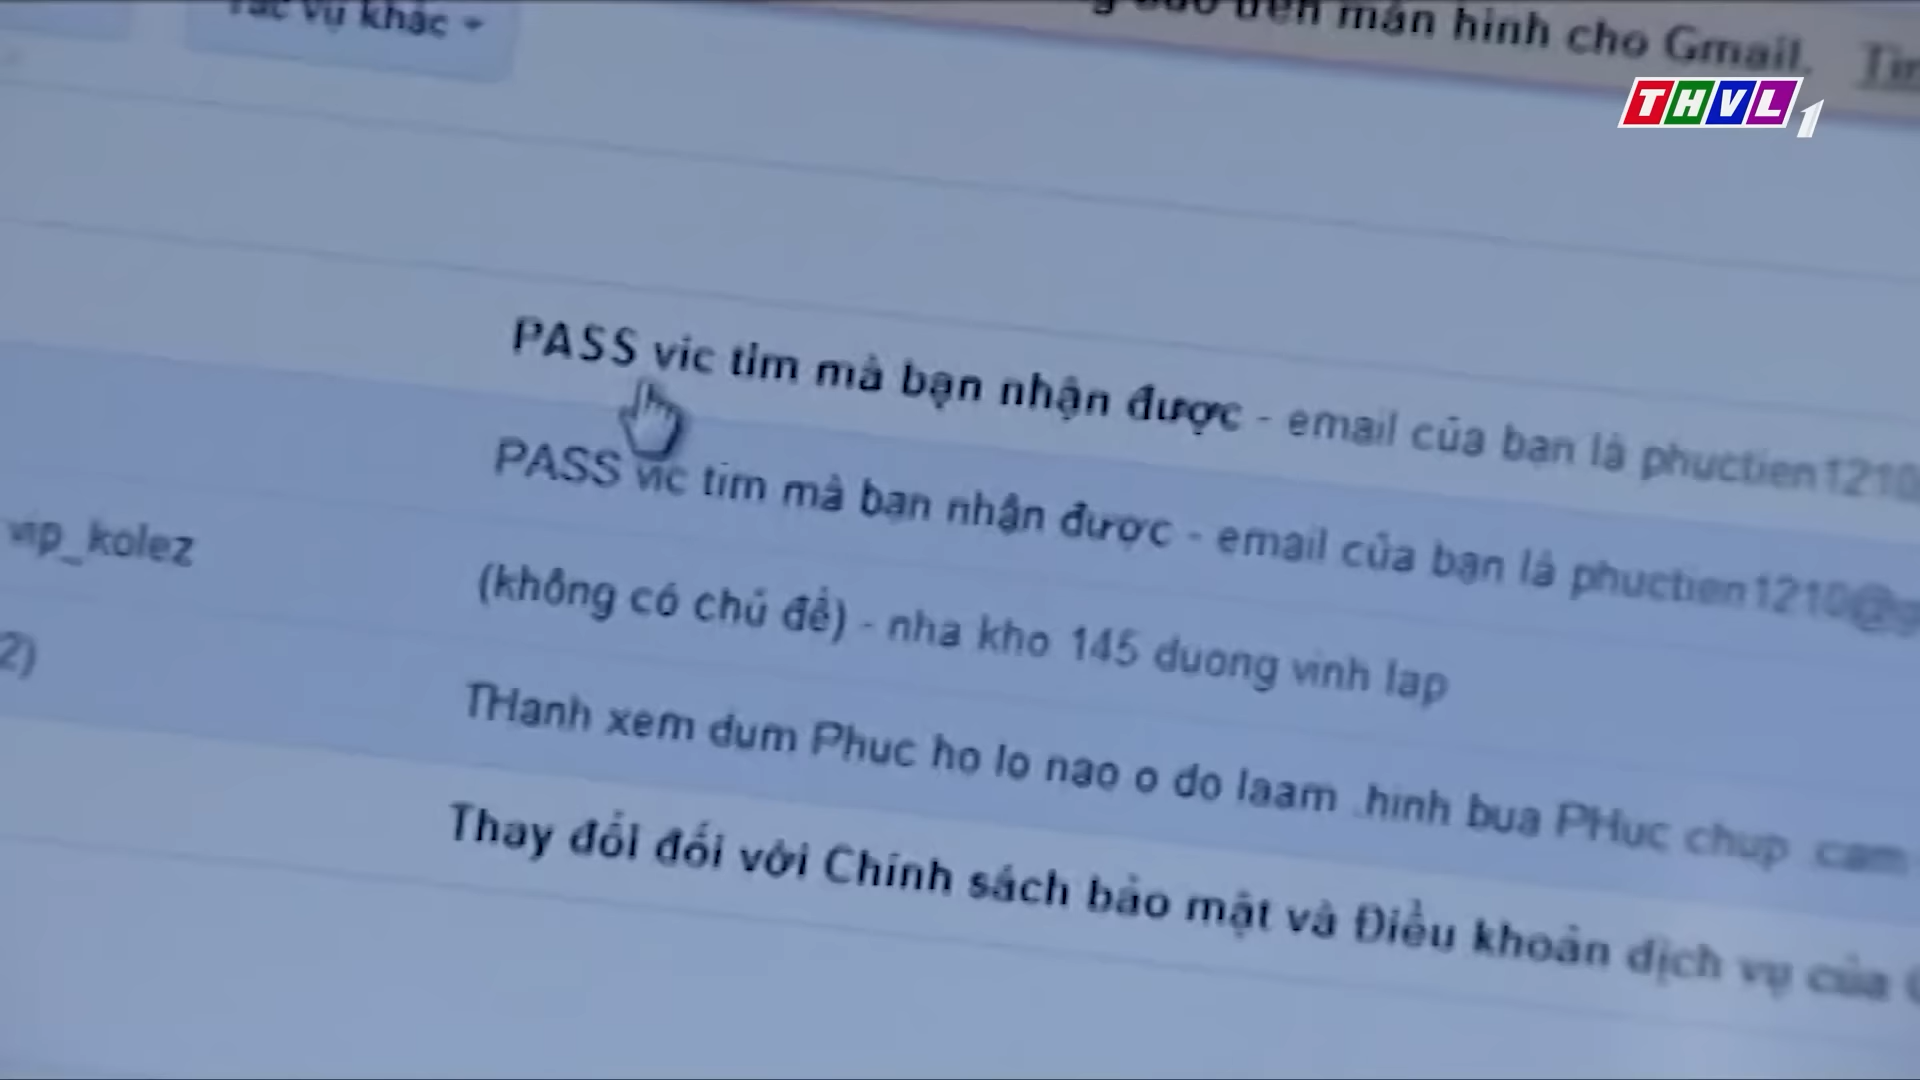 Tác vụ khác
trên màn hình cho Gmail.
THVL1
PASS vic tim mà bạn nhận được - email của bạn là phuctien1210
PASS vic tim mà bạn nhận được - email của bạn là phuctien1210@g
vip_kolez
(không có chủ đề) - nha kho 145 duong vinh lap
2)
THanh xem dum Phuc ho lo nao o do laam .hinh bua PHuc chup cam
Thay đổi đối với Chính sách bảo mật và Điều khoản dịch vụ của